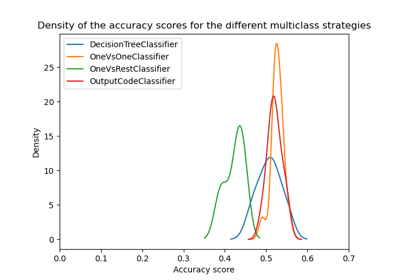 Density of the accuracy scores for the different multiclass strategies
DecisionTreeClassifier
OneVsOneClassifier
OneVsRestClassifier
OutputCodeClassifier
25
20
15
10
5
0
Density
0.0 0.1 0.2 0.3 0.4 0.5 0.6 0.7
Accuracy score